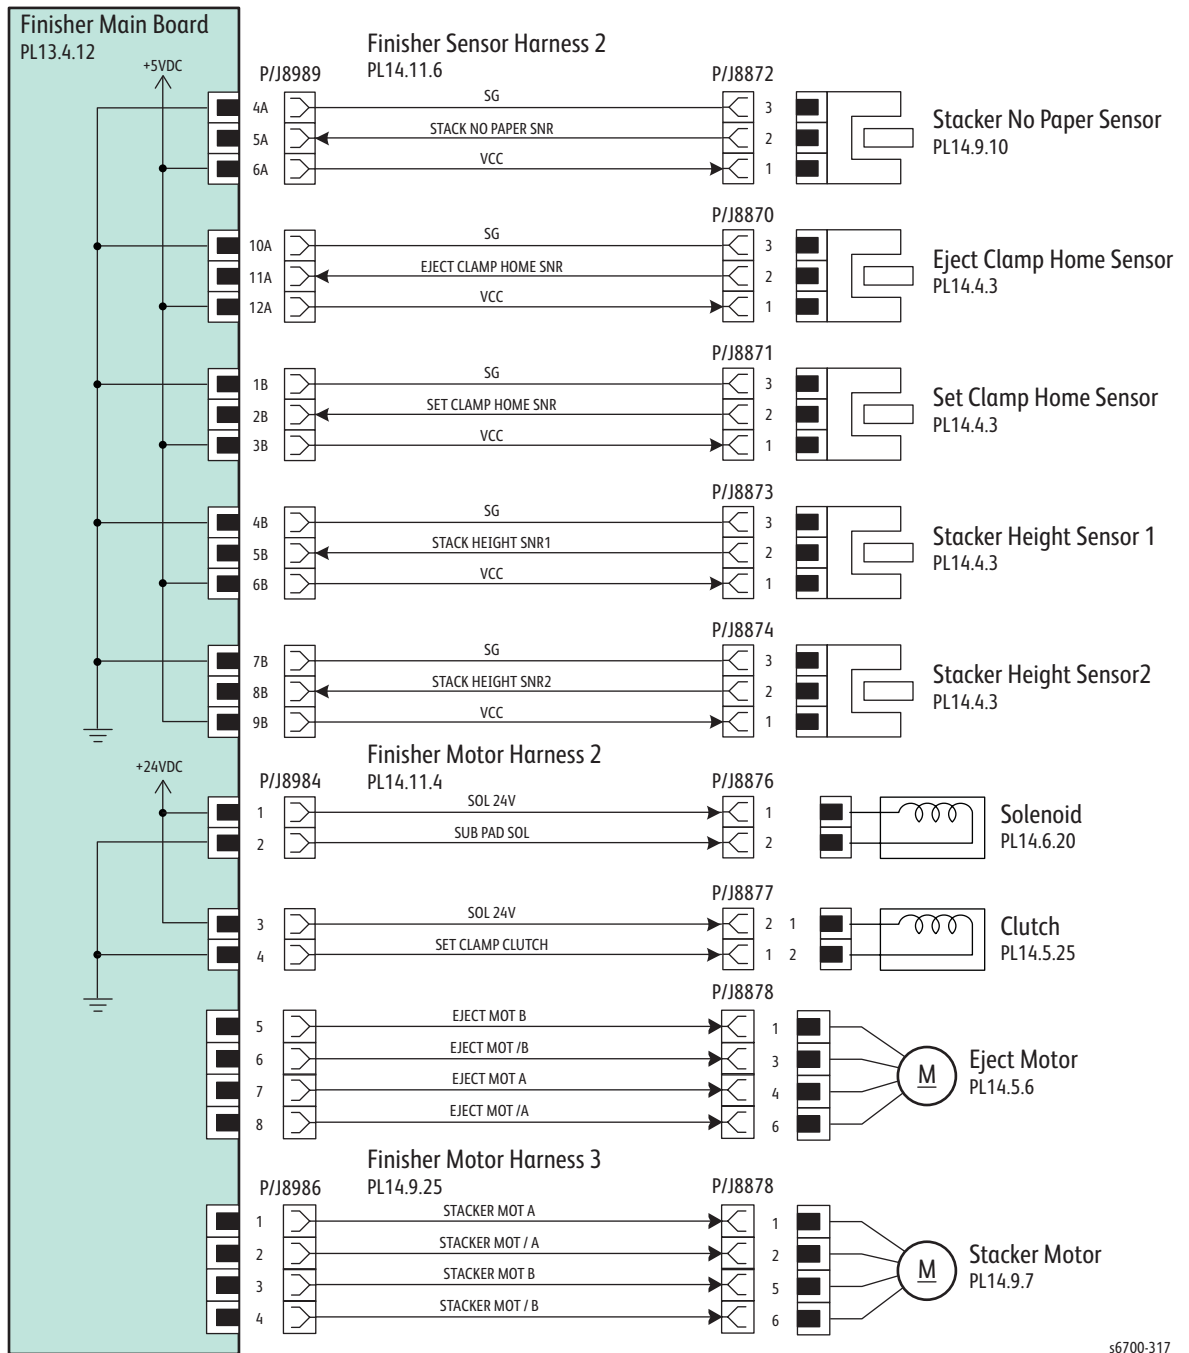 Finisher Main Board
PL13.4.12
+5VDC
Finisher Sensor Harness 2
PL14.11.6
P/J8989
P/J8872
4A SG 3
5A STACK NO PAPER SNR 2
6A VCC 1
Stacker No Paper Sensor
PL14.9.10
P/J8870
10A SG 3
11A EJECT CLAMP HOME SNR 2
12A VCC 1
Eject Clamp Home Sensor
PL14.4.3
P/J8871
1B SG 3
2B SET CLAMP HOME SNR 2
3B VCC 1
Set Clamp Home Sensor
PL14.4.3
P/J8873
4B SG 3
5B STACK HEIGHT SNR1 2
6B VCC 1
Stacker Height Sensor 1
PL14.4.3
P/J8874
7B SG 3
8B STACK HEIGHT SNR2 2
9B VCC 1
Stacker Height Sensor2
PL14.4.3
Finisher Motor Harness 2
PL14.11.4
+24VDC
P/J8984
P/J8876
1 SOL 24V 1
2 SUB PAD SOL 2
Solenoid
PL14.6.20
P/J8877
3 SOL 24V 2 1
4 SET CLAMP CLUTCH 1 2
Clutch
PL14.5.25
P/J8878
5 EJECT MOT B 1
6 EJECT MOT /B 3
7 EJECT MOT A 4
8 EJECT MOT /A 6
M
Eject Motor
PL14.5.6
Finisher Motor Harness 3
PL14.9.25
P/J8986
P/J8878
1 STACKER MOT A 1
2 STACKER MOT / A 2
3 STACKER MOT B 5
4 STACKER MOT / B 6
M
Stacker Motor
PL14.9.7
s6700-317